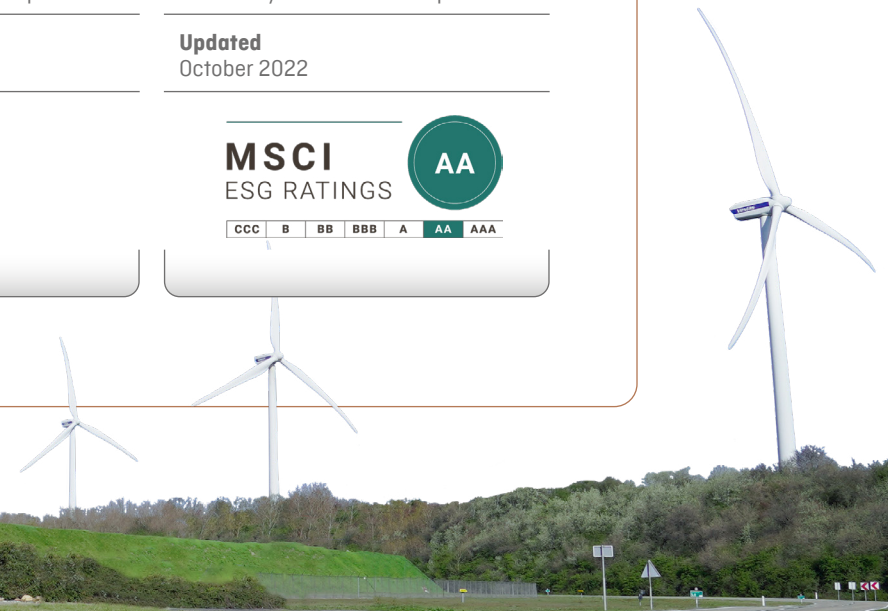 Updated
October 2022
MSCI
ESG RATINGS
AA
CCC B BB BBB A AA AAA